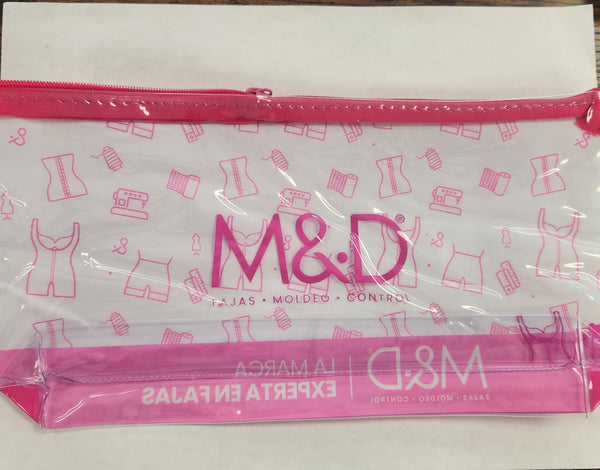 M&D®
FAJAS • MOLDEO • CONTROL
M&D | LA MARCA
FAJAS • MOLDEO • CONTROL | EXPERTA EN FAJAS